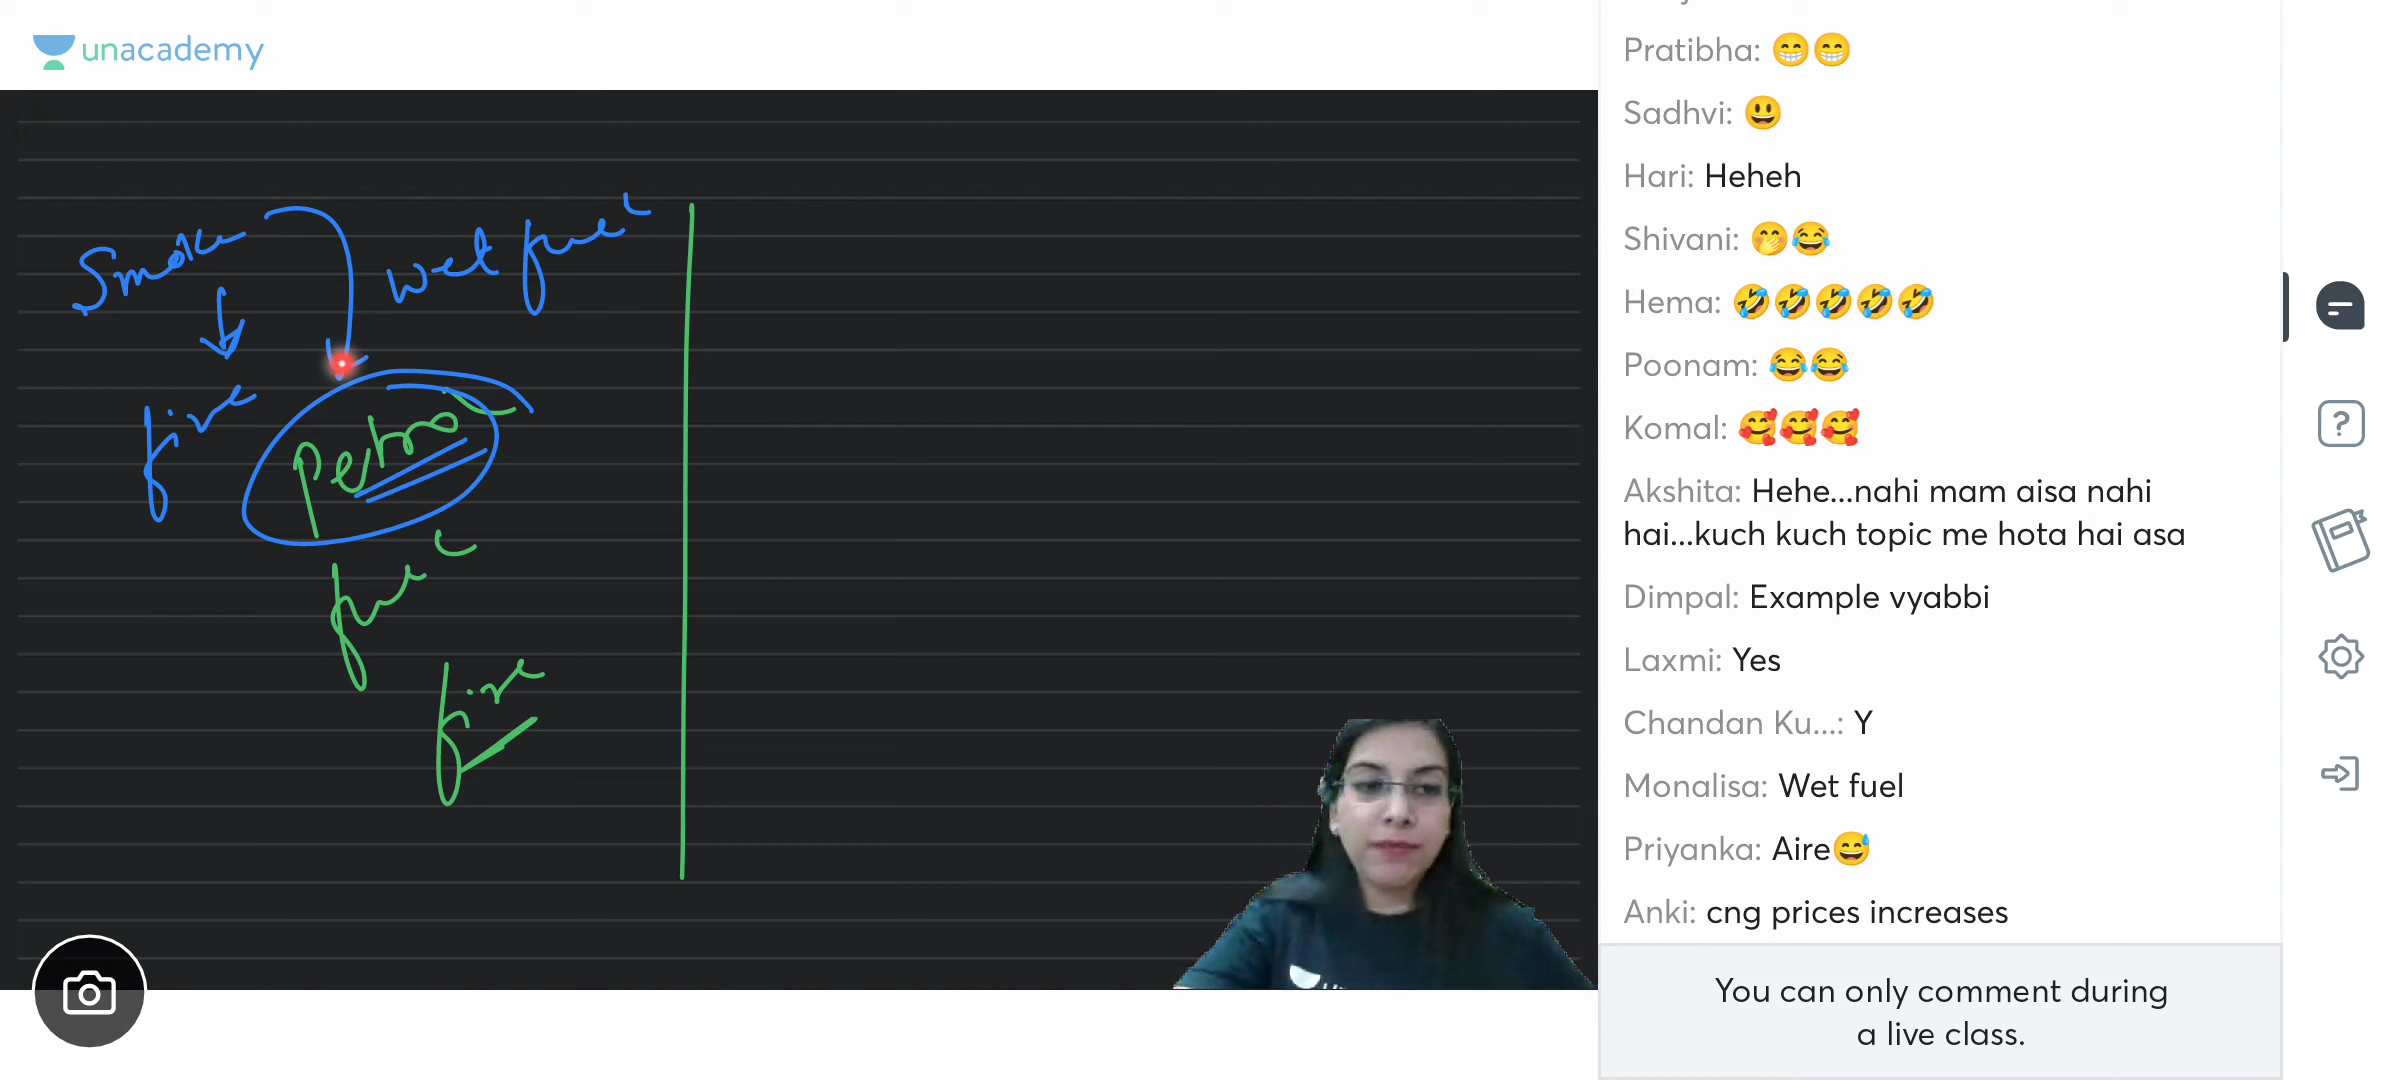 unacademy
Smoke
wet fuel
fire
Petrol
fuel
fire
Pratibha: 😁😁
Sadhvi: 😃
Hari: Heheh
Shivani: 🤭😂
Hema: 🤣🤣🤣🤣🤣
Poonam: 😂😂
Komal: 🥰🥰🥰
Akshita: Hehe...nahi mam aisa nahi
hai...kuch kuch topic me hota hai asa
Dimpal: Example vyabbi
Laxmi: Yes
Chandan Ku...: Y
Monalisa: Wet fuel
Priyanka: Aire😅
Anki: cng prices increases
You can only comment during
a live class.